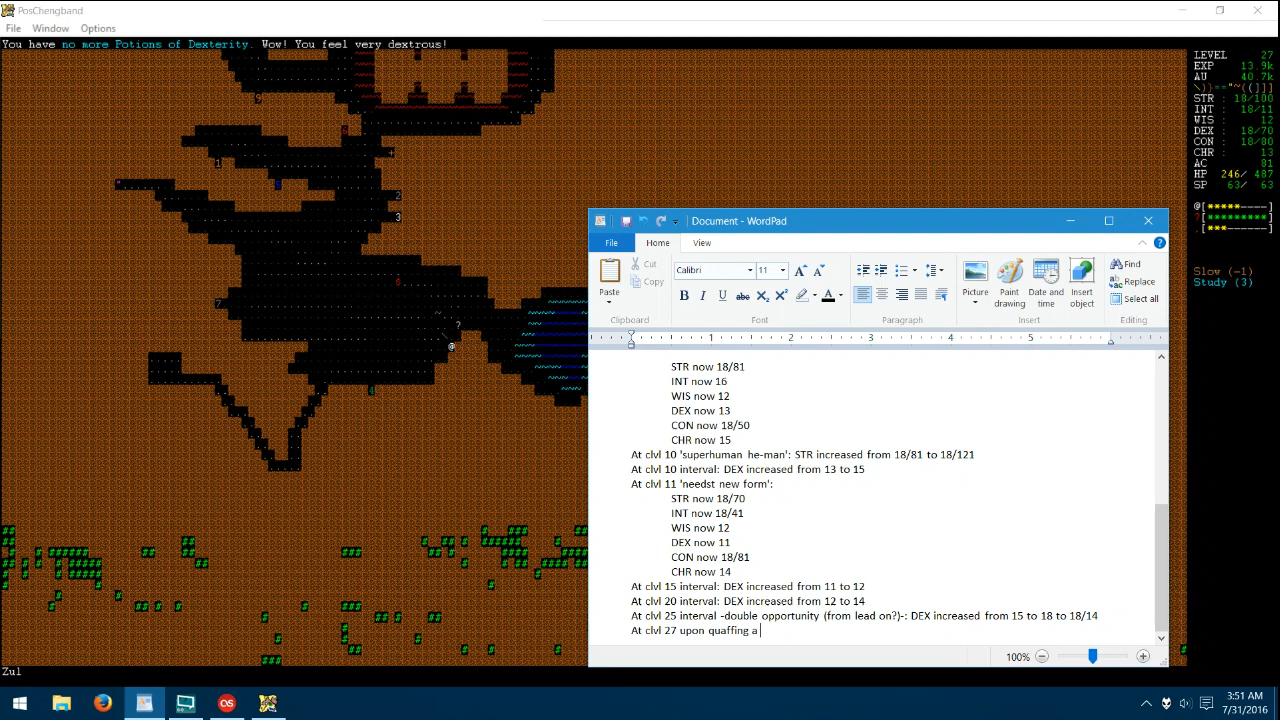 PosChengband
File Window Options
You have no more Potions of Dexterity. Wow! You feel very dextrous!
LEVEL 27
EXP 13.9k
AU 40.7k
STR : 18/100
INT : 18/11
WIS : 12
DEX : 18/70
CON : 18/80
CHR : 13
AC 81
HP 246/ 487
SP 63/ 63
@[*****----]
?[*********]
.[***------]
Slow (-1)
Study (3)
Zul
Document - WordPad
File Home View
Paste
Cut
Copy
Clipboard
Calibri 11
B I U abc X₂ X² A
Font
Paragraph
Picture
Paint drawing
Date and time
Insert object
Insert
Find
Replace
Select all
Editing
1 2 3 4 5
STR now 18/81
INT now 16
WIS now 12
DEX now 13
CON now 18/50
CHR now 15
At clvl 10 'superhuman he-man': STR increased from 18/81 to 18/121
At clvl 10 interval: DEX increased from 13 to 15
At clvl 11 'needst new form':
STR now 18/70
INT now 18/41
WIS now 12
DEX now 11
CON now 18/81
CHR now 14
At clvl 15 interval: DEX increased from 11 to 12
At clvl 20 interval: DEX increased from 12 to 14
At clvl 25 interval -double opportunity (from lead on?)-: DEX increased from 15 to 18 to 18/14
At clvl 27 upon quaffing a
100%
3:51 AM
7/31/2016